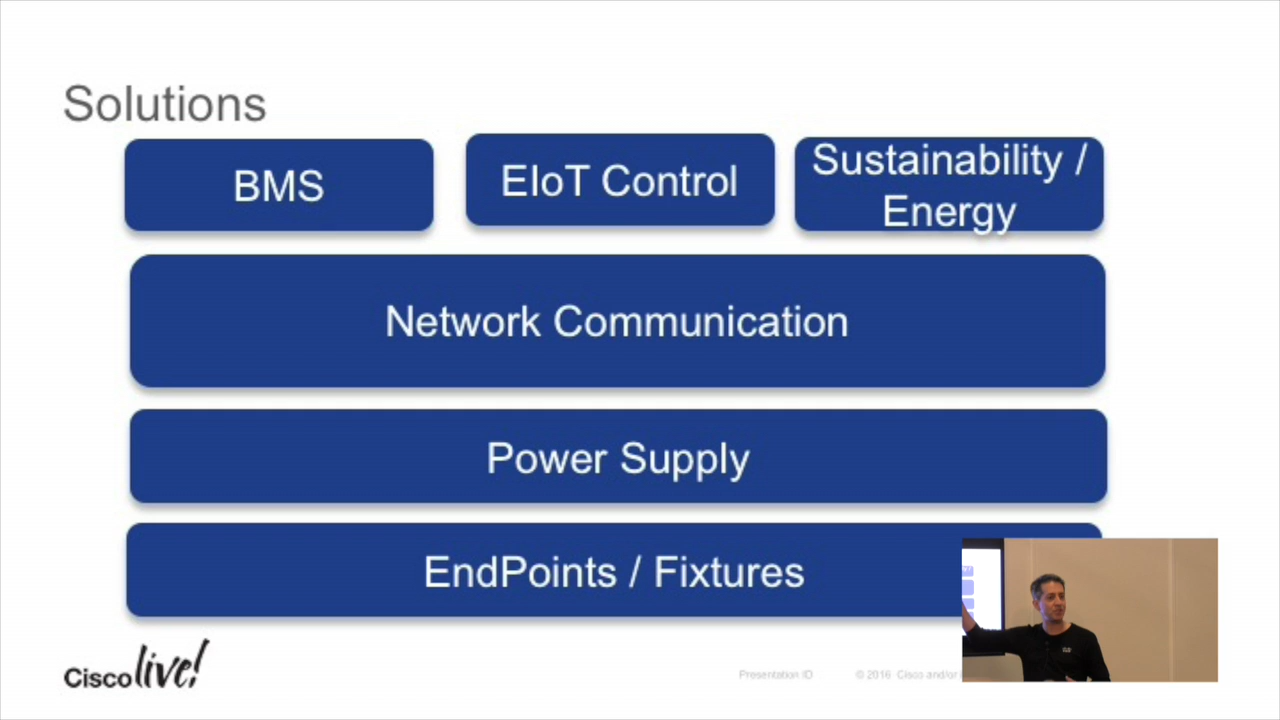 Solutions
BMS
EIoT Control
Sustainability /
Energy
Network Communication
Power Supply
EndPoints / Fixtures
Cisco live!
Presentation ID
© 2016 Cisco and/or